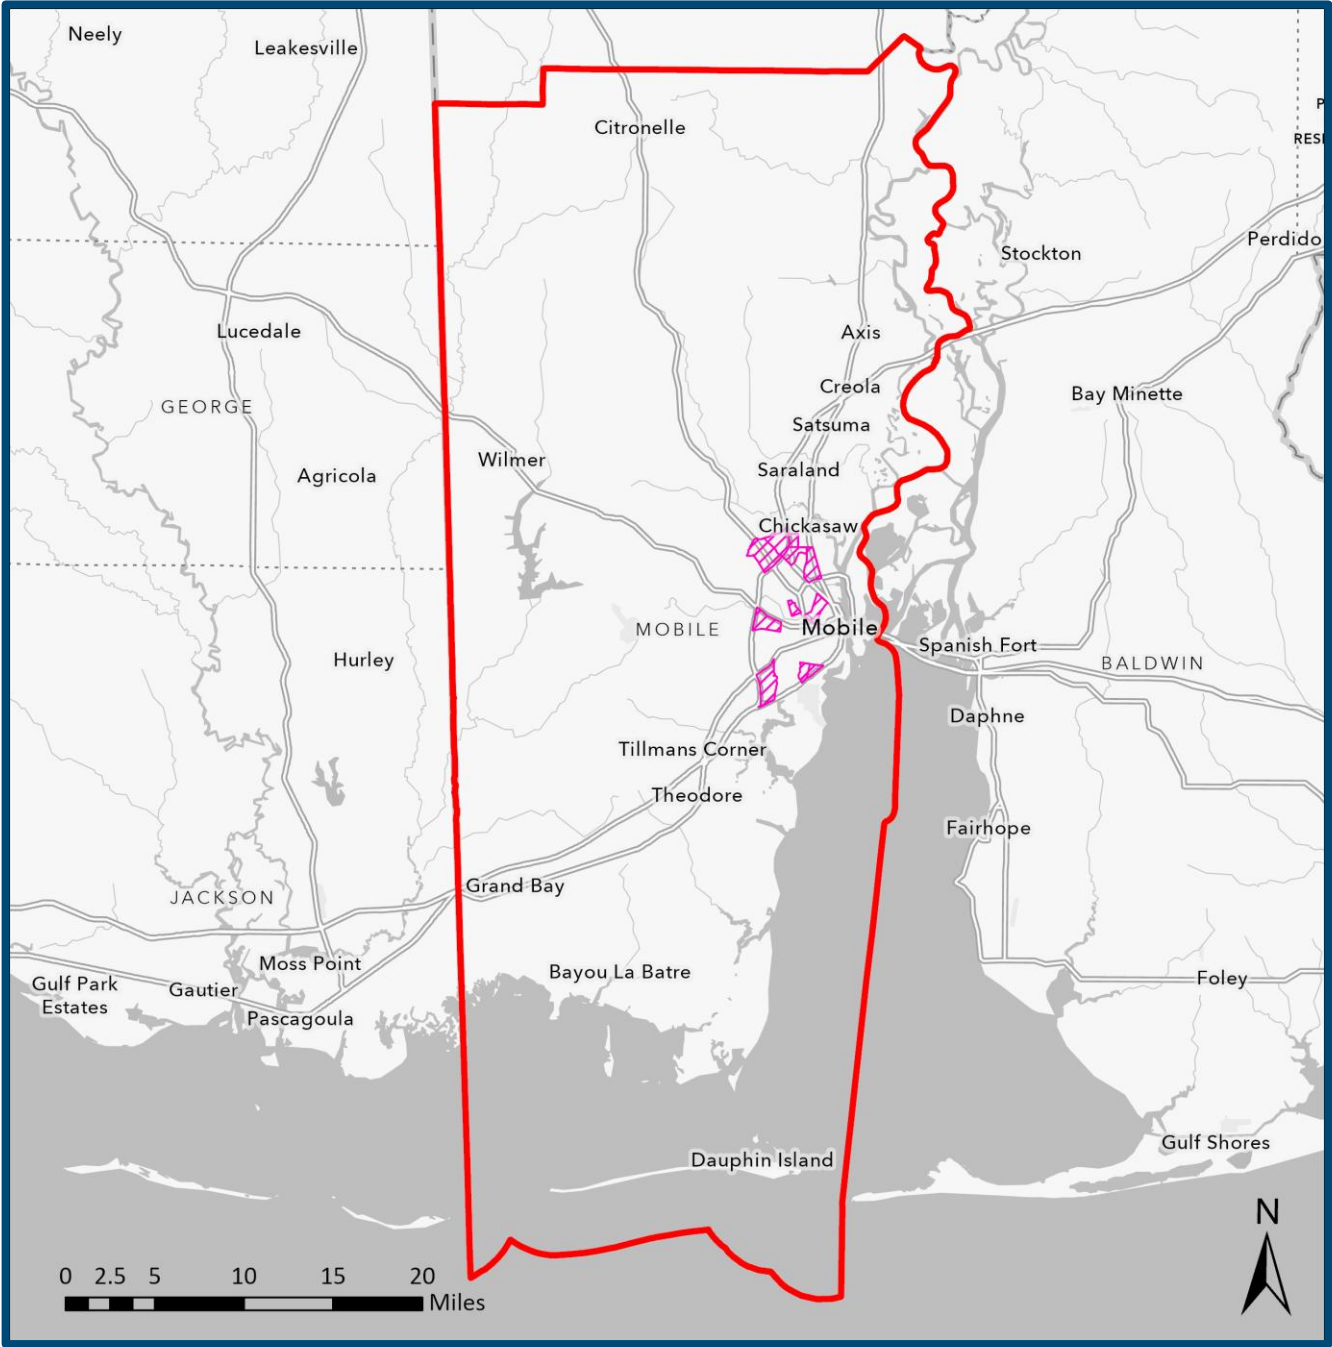 Neely
Leakesville
Citronelle
P
RESI
Stockton
Perdido
Lucedale
Axis
GEORGE
Creola
Bay Minette
Satsuma
Wilmer
Saraland
Agricola
Chickasaw
MOBILE
Mobile
Spanish Fort
Hurley
BALDWIN
Daphne
Tillmans Corner
Theodore
Fairhope
Grand Bay
JACKSON
Moss Point
Bayou La Batre
Gulf Park
Estates
Gautier
Foley
Pascagoula
Gulf Shores
Dauphin Island
N
0 2.5 5 10 15 20
Miles